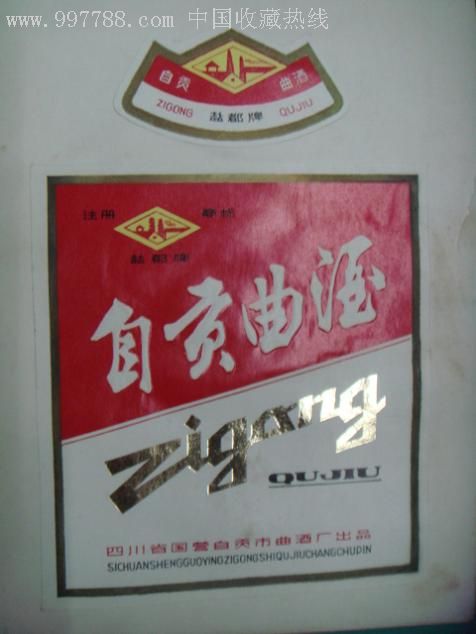 www.997788.com 中国收藏热线
自贡 曲酒
ZIGONG 盐都牌 QUJIU
注册 商标
盐都牌
自贡曲酒
Zigong
QUJIU
四川省国营自贡市曲酒厂出品
SICHUANSHENGGUOYINGZIGONGSHIQUJIUCHANGCHUPIN